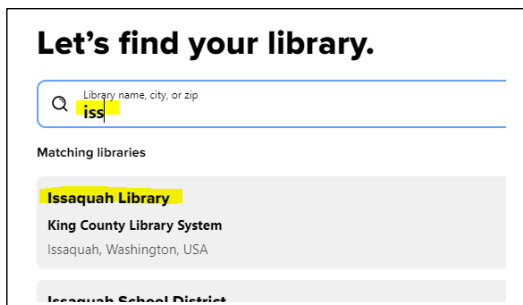 Let's find your library.
Library name, city, or zip
iss
Matching libraries
Issaquah Library
King County Library System
Issaquah, Washington, USA
Issaquah School District